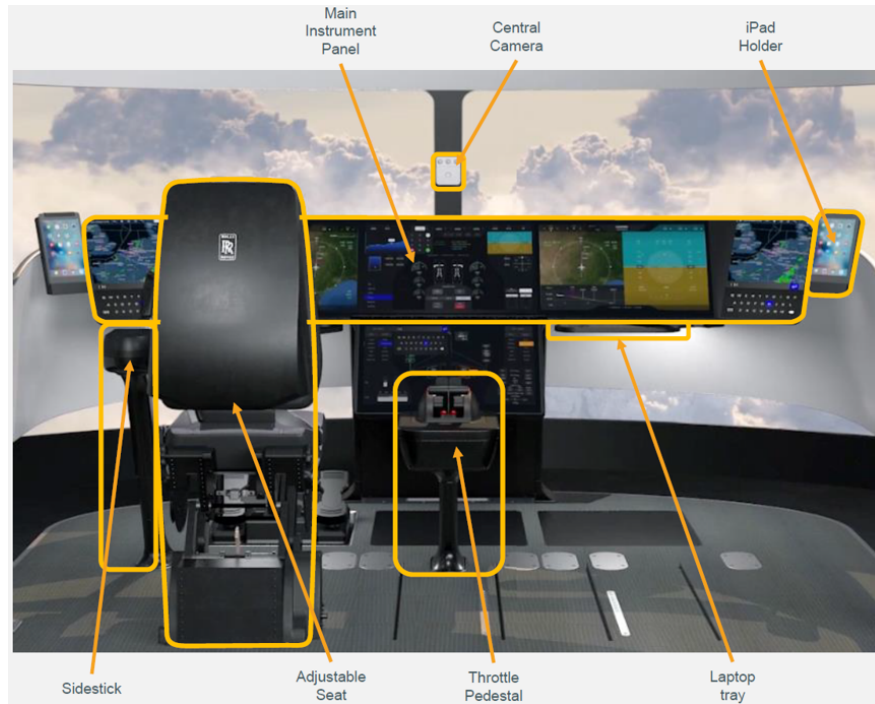 Main
Instrument
Panel
Central
Camera
iPad
Holder
Sidestick
Adjustable
Seat
Throttle
Pedestal
Laptop
tray